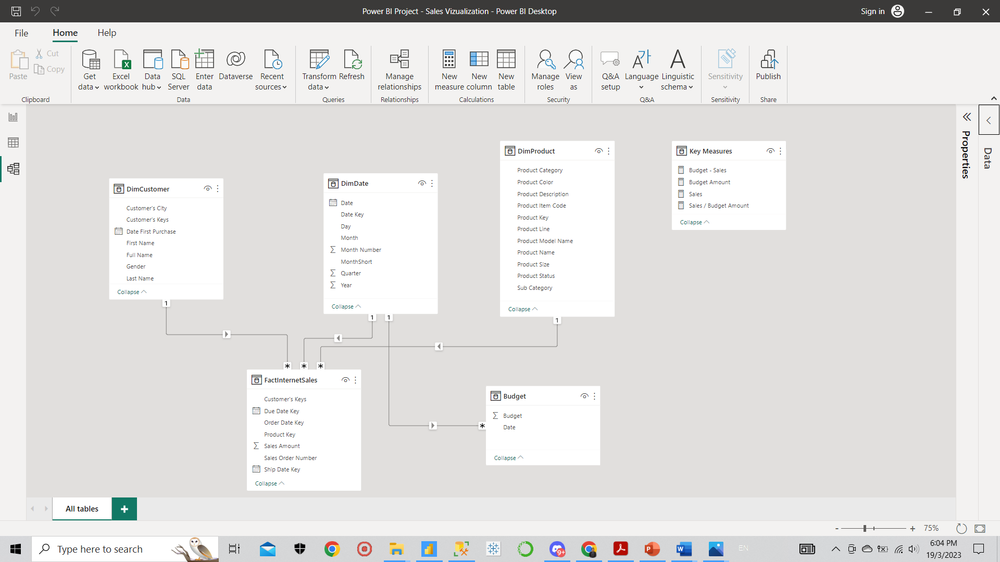 Power BI Project - Sales Vizualization - Power BI Desktop
Sign in
File
Home
Help
Paste
Cut
Copy
Clipboard
Get data
Excel workbook
Data hub
SQL Server
Enter data
Dataverse
Recent sources
Data
Transform data
Refresh
Queries
Manage relationships
Relationships
New measure
New column
New table
Calculations
Manage roles
View as
Security
Q&A setup
Language
Linguistic schema
Q&A
Sensitivity
Sensitivity
Publish
Share
Properties
Data
DimCustomer
Customer's City
Customer's Keys
Date First Purchase
First Name
Full Name
Gender
Last Name
Collapse
1
DimDate
Date
Date Key
Day
Month
Month Number
MonthShort
Quarter
Year
Collapse
1
1
DimProduct
Product Category
Product Color
Product Description
Product Item Code
Product Key
Product Line
Product Model Name
Product Name
Product Size
Product Status
Sub Category
Collapse
1
Key Measures
Budget - Sales
Budget Amount
Sales
Sales / Budget Amount
Collapse
* * *
FactInternetSales
Customer's Keys
Due Date Key
Order Date Key
Product Key
Sales Amount
Sales Order Number
Ship Date Key
Collapse
*
Budget
Budget
Date
Collapse
All tables
+
- + 75%
Type here to search
9+
EN
6:04 PM
19/3/2023